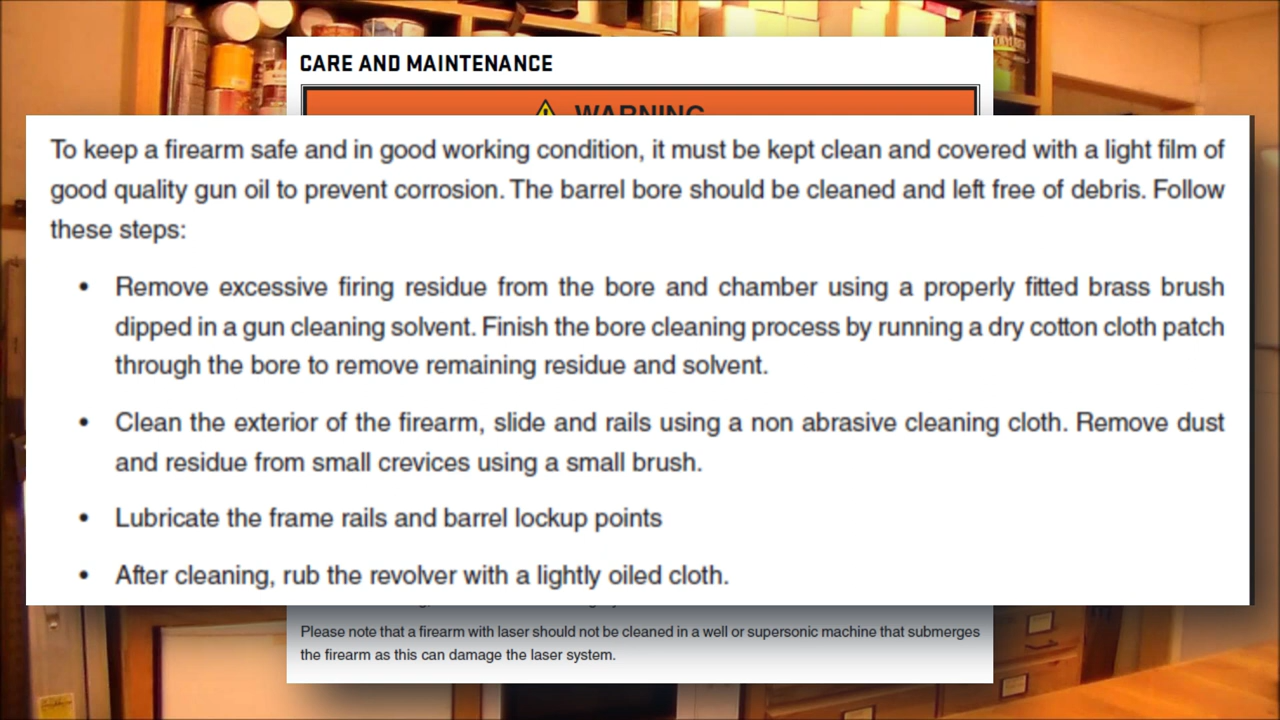 CARE AND MAINTENANCE
WARNING
To keep a firearm safe and in good working condition, it must be kept clean and covered with a light film of
good quality gun oil to prevent corrosion. The barrel bore should be cleaned and left free of debris. Follow
these steps:
• Remove excessive firing residue from the bore and chamber using a properly fitted brass brush
dipped in a gun cleaning solvent. Finish the bore cleaning process by running a dry cotton cloth patch
through the bore to remove remaining residue and solvent.
• Clean the exterior of the firearm, slide and rails using a non abrasive cleaning cloth. Remove dust
and residue from small crevices using a small brush.
• Lubricate the frame rails and barrel lockup points
• After cleaning, rub the revolver with a lightly oiled cloth.
Please note that a firearm with laser should not be cleaned in a well or supersonic machine that submerges
the firearm as this can damage the laser system.